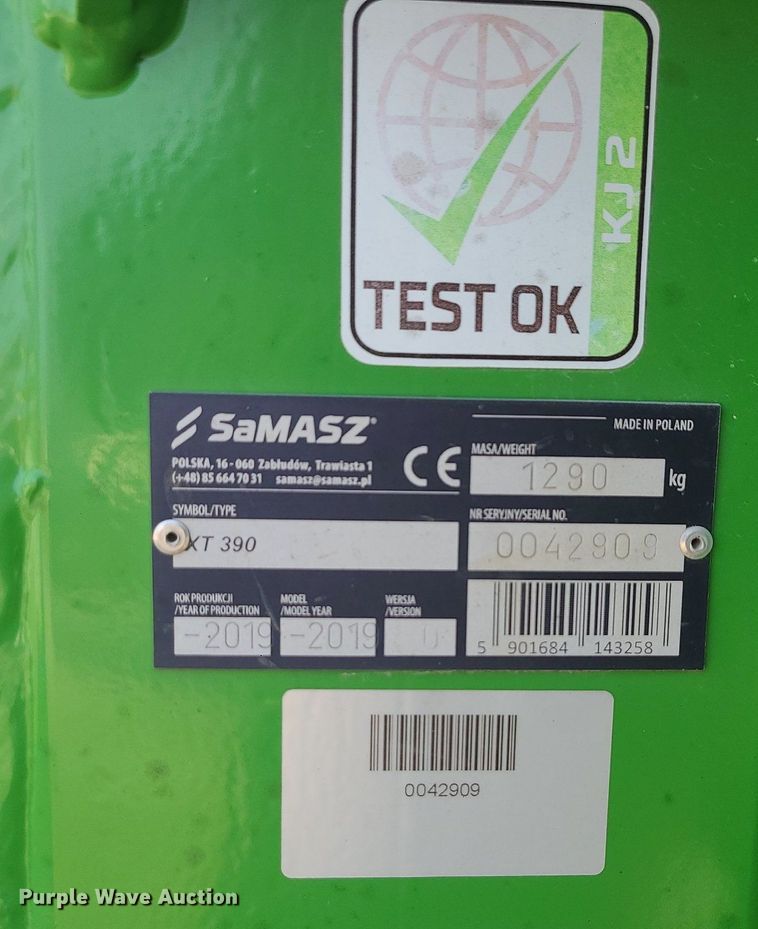 KJ 2
TEST OK
SaMASZ®
MADE IN POLAND
POLSKA, 16-060 Zabłudów, Trawiasta 1
(+48) 85 664 70 31 samasz@samasz.pl
CE
MASA/WEIGHT
1290 kg
SYMBOL/TYPE
XT 390
NR SERYJNY/SERIAL NO.
0042909
ROK PRODUKCJI
/YEAR OF PRODUCTION
-2019
MODEL
/MODEL YEAR
-2019
WERSJA
/VERSION
U
5 901684 143258
0042909
Purple Wave Auction